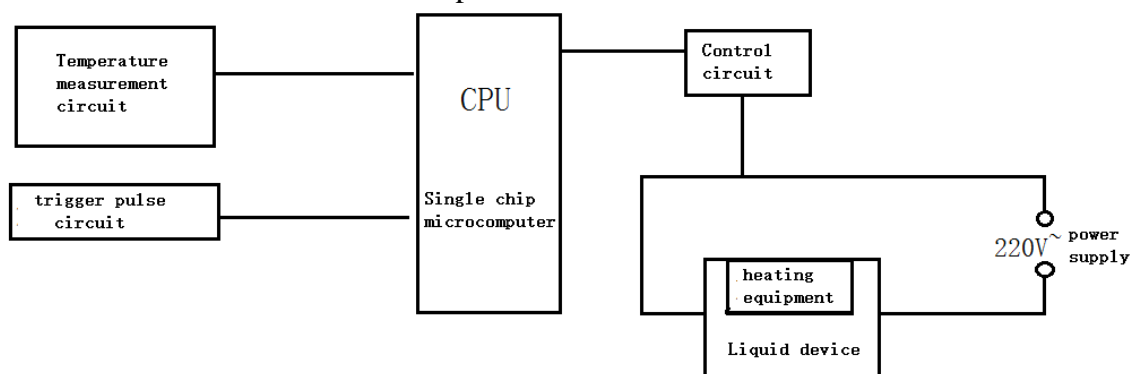 Temperature
measurement
circuit
trigger pulse
circuit
CPU
Single chip
microcomputer
Control
circuit
220V~
power
supply
heating
equipment
Liquid device